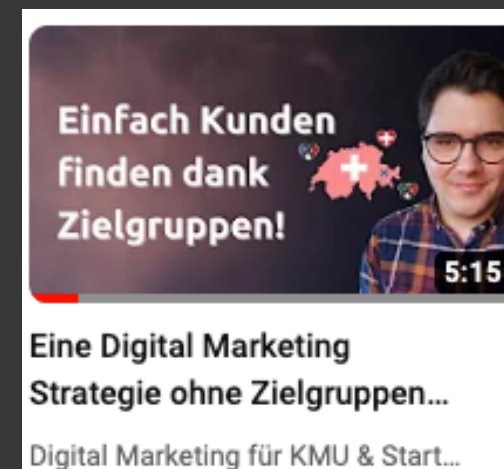 Einfach Kunden
finden dank
Zielgruppen!
5:15
Eine Digital Marketing
Strategie ohne Zielgruppen...
Digital Marketing für KMU & Start...